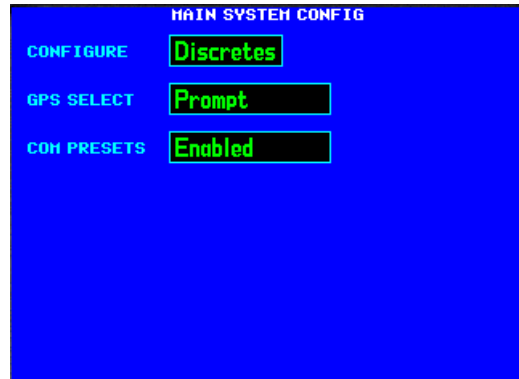 MAIN SYSTEM CONFIG
CONFIGURE Discretes
GPS SELECT Prompt
COM PRESETS Enabled